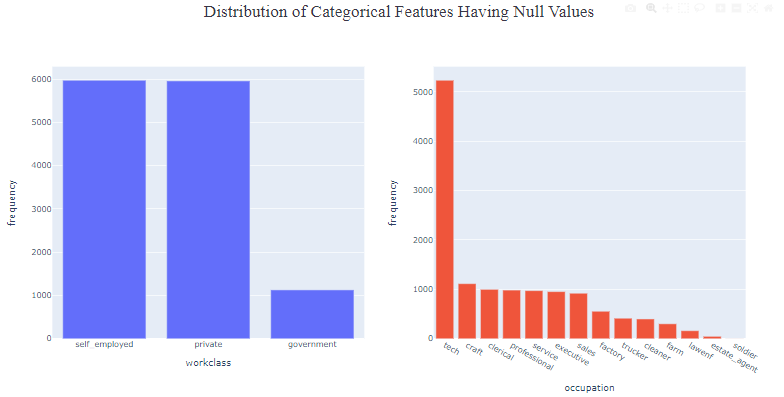 Distribution of Categorical Features Having Null Values
6000
5000
4000
3000
2000
1000
0
frequency
self_employed
private
government
workclass
5000
4000
3000
2000
1000
0
frequency
tech
craft
clerical
professional
service
executive
sales
factory
trucker
cleaner
farm
lawenf
estate_agent
soldier
occupation